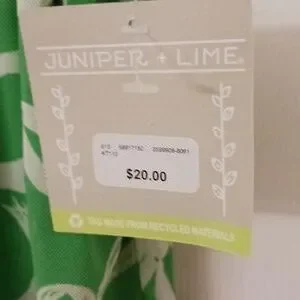 JUNIPER + LIME®
$20.00
TAG MADE FROM RECYCLED MATERIALS